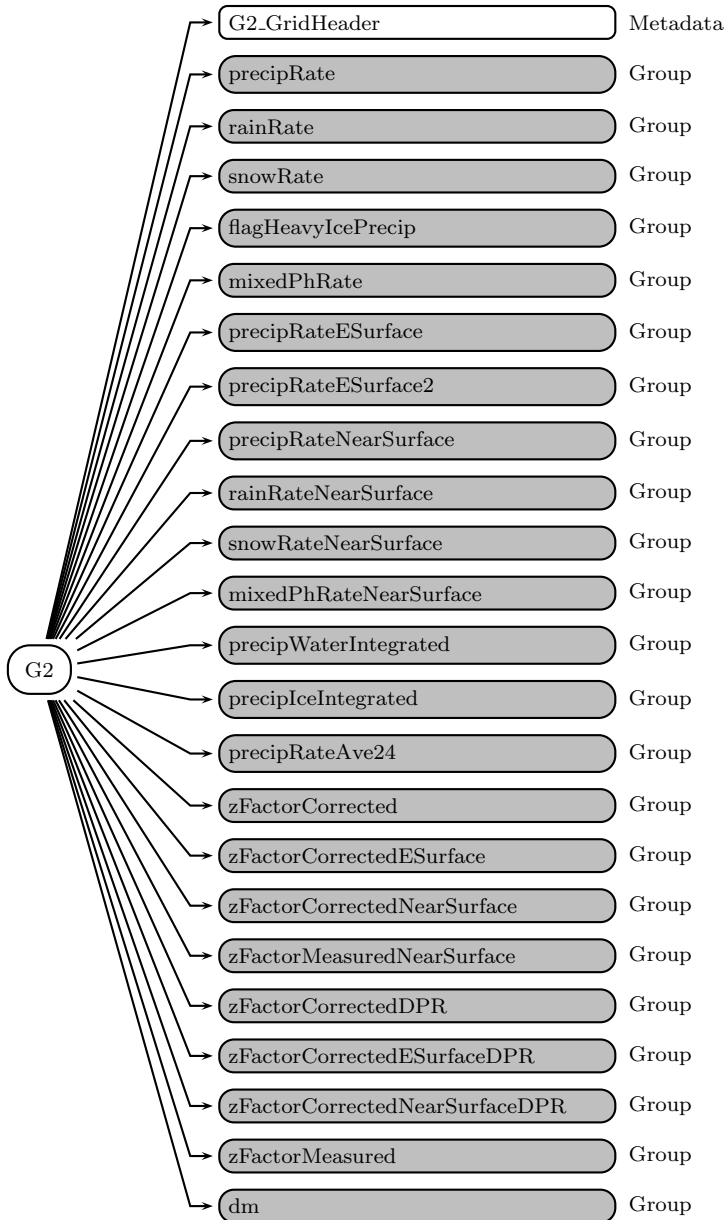 G2_GridHeader Metadata
precipRate Group
rainRate Group
snowRate Group
flagHeavyIcePrecip Group
mixedPhRate Group
precipRateESurface Group
precipRateESurface2 Group
precipRateNearSurface Group
rainRateNearSurface Group
snowRateNearSurface Group
mixedPhRateNearSurface Group
precipWaterIntegrated Group
G2
precipIceIntegrated Group
precipRateAve24 Group
zFactorCorrected Group
zFactorCorrectedESurface Group
zFactorCorrectedNearSurface Group
zFactorMeasuredNearSurface Group
zFactorCorrectedDPR Group
zFactorCorrectedESurfaceDPR Group
zFactorCorrectedNearSurfaceDPR Group
zFactorMeasured Group
dm Group